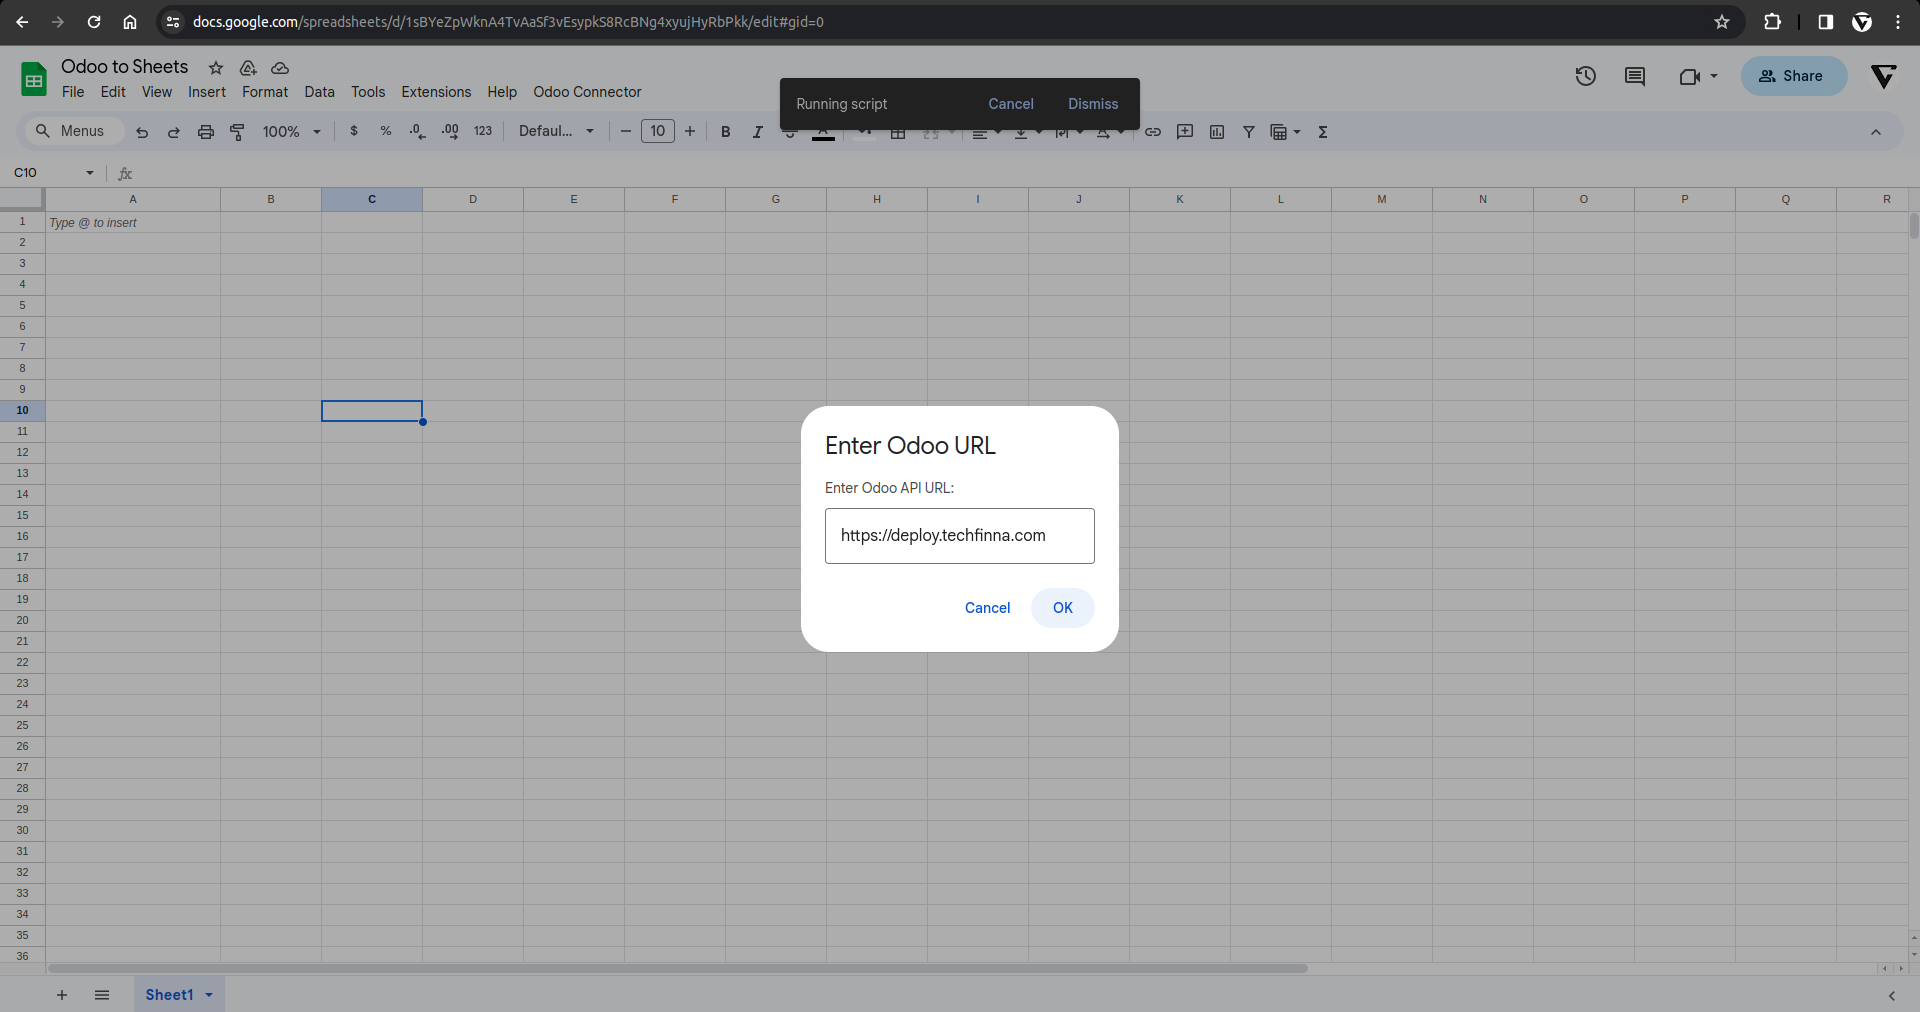 docs.google.com/spreadsheets/d/1sBYeZpWknA4TvAaSf3vEsypkS8RcBNg4xyujHyRbPkk/edit#gid=0
Odoo to Sheets
File Edit View Insert Format Data Tools Extensions Help Odoo Connector
Running script Cancel Dismiss
Share
Menus 100% $ % .0 .00 123 Defaul... 10 B I A Σ
C10 fx
A B C D E F G H I J K L M N O P Q R
1 Type @ to insert
2
3
4
5
6
7
8
9
10
11
12
13
14
15
16
17
18
19
20
21
22
23
24
25
26
27
28
29
30
31
32
33
34
35
36
Enter Odoo URL
Enter Odoo API URL:
https://deploy.techfinna.com
Cancel OK
Sheet1